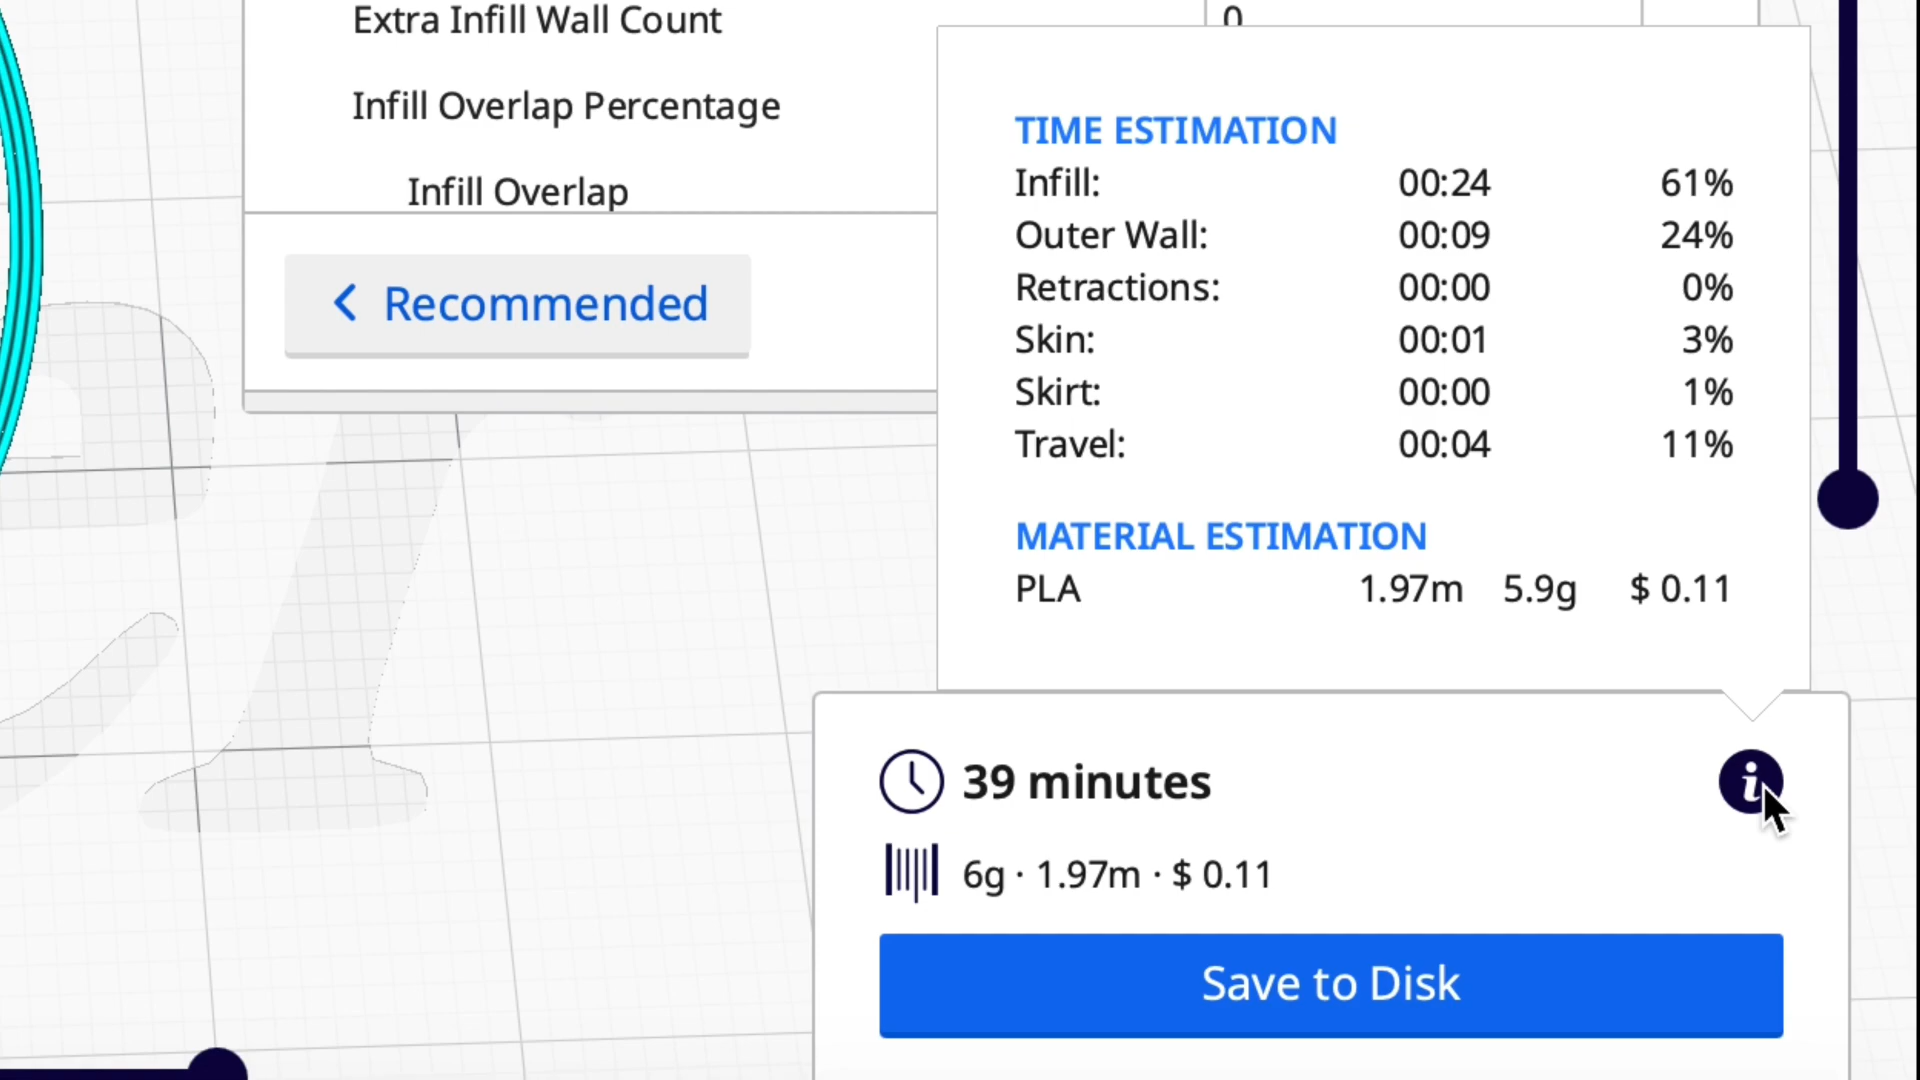 Extra Infill Wall Count
0
Infill Overlap Percentage
Infill Overlap
Recommended
TIME ESTIMATION
Infill: 00:24 61%
Outer Wall: 00:09 24%
Retractions: 00:00 0%
Skin: 00:01 3%
Skirt: 00:00 1%
Travel: 00:04 11%
MATERIAL ESTIMATION
PLA 1.97m 5.9g $ 0.11
39 minutes
i
6g · 1.97m · $ 0.11
Save to Disk